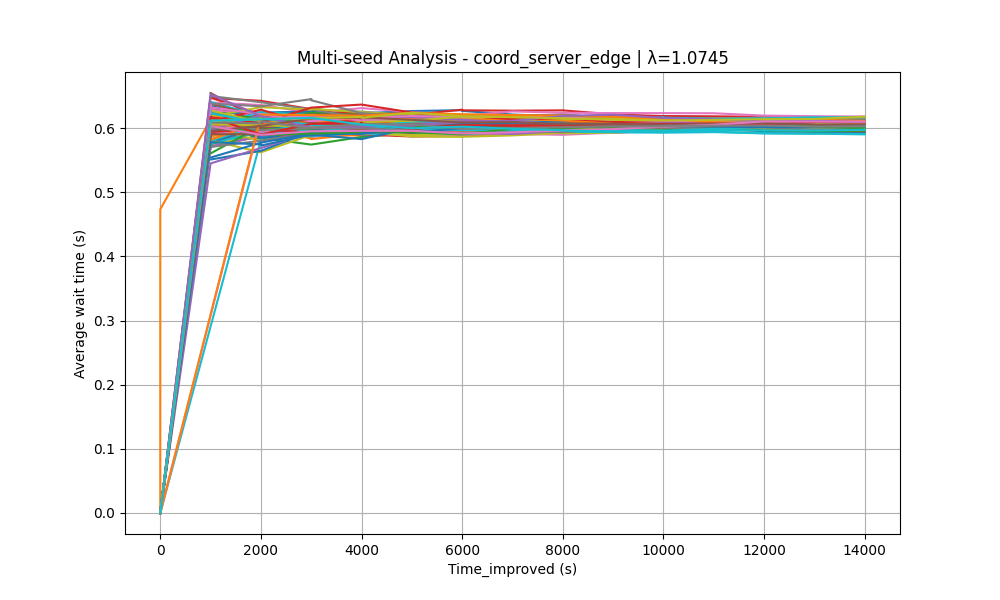 Multi-seed Analysis - coord_server_edge | λ=1.0745
Average wait time (s)
0.6
0.5
0.4
0.3
0.2
0.1
0.0
0 2000 4000 6000 8000 10000 12000 14000
Time_improved (s)